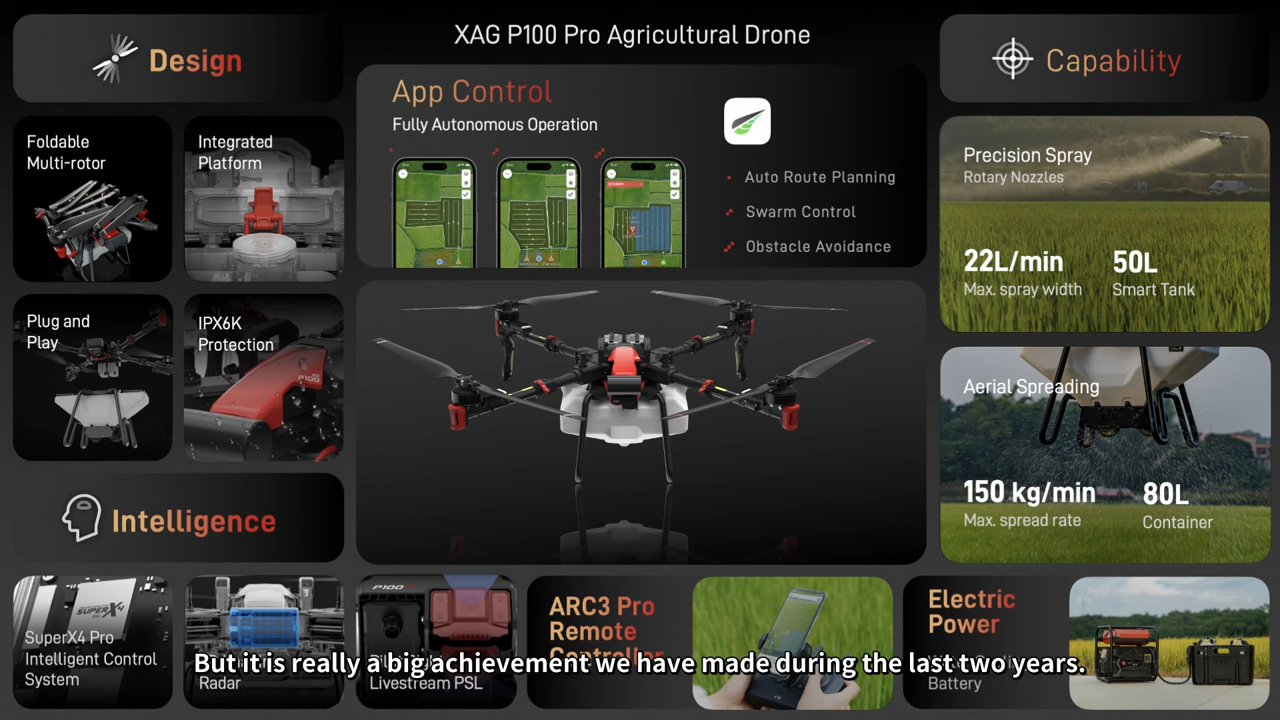 XAG P100 Pro Agricultural Drone
Design
Foldable
Multi-rotor
Integrated
Platform
Plug and
Play
IPX6K
Protection
P100
App Control
Fully Autonomous Operation
Auto Route Planning
Swarm Control
Obstacle Avoidance
Capability
Precision Spray
Rotary Nozzles
22L/min
Max. spray width
50L
Smart Tank
Aerial Spreading
150 kg/min
Max. spread rate
80L
Container
Intelligence
SUPERX4
SuperX4 Pro
Intelligent Control
System
Radar
P100
Livestream PSL
ARC3 Pro
Remote
Controller
Electric
Power
Battery
But it is really a big achievement we have made during the last two years.